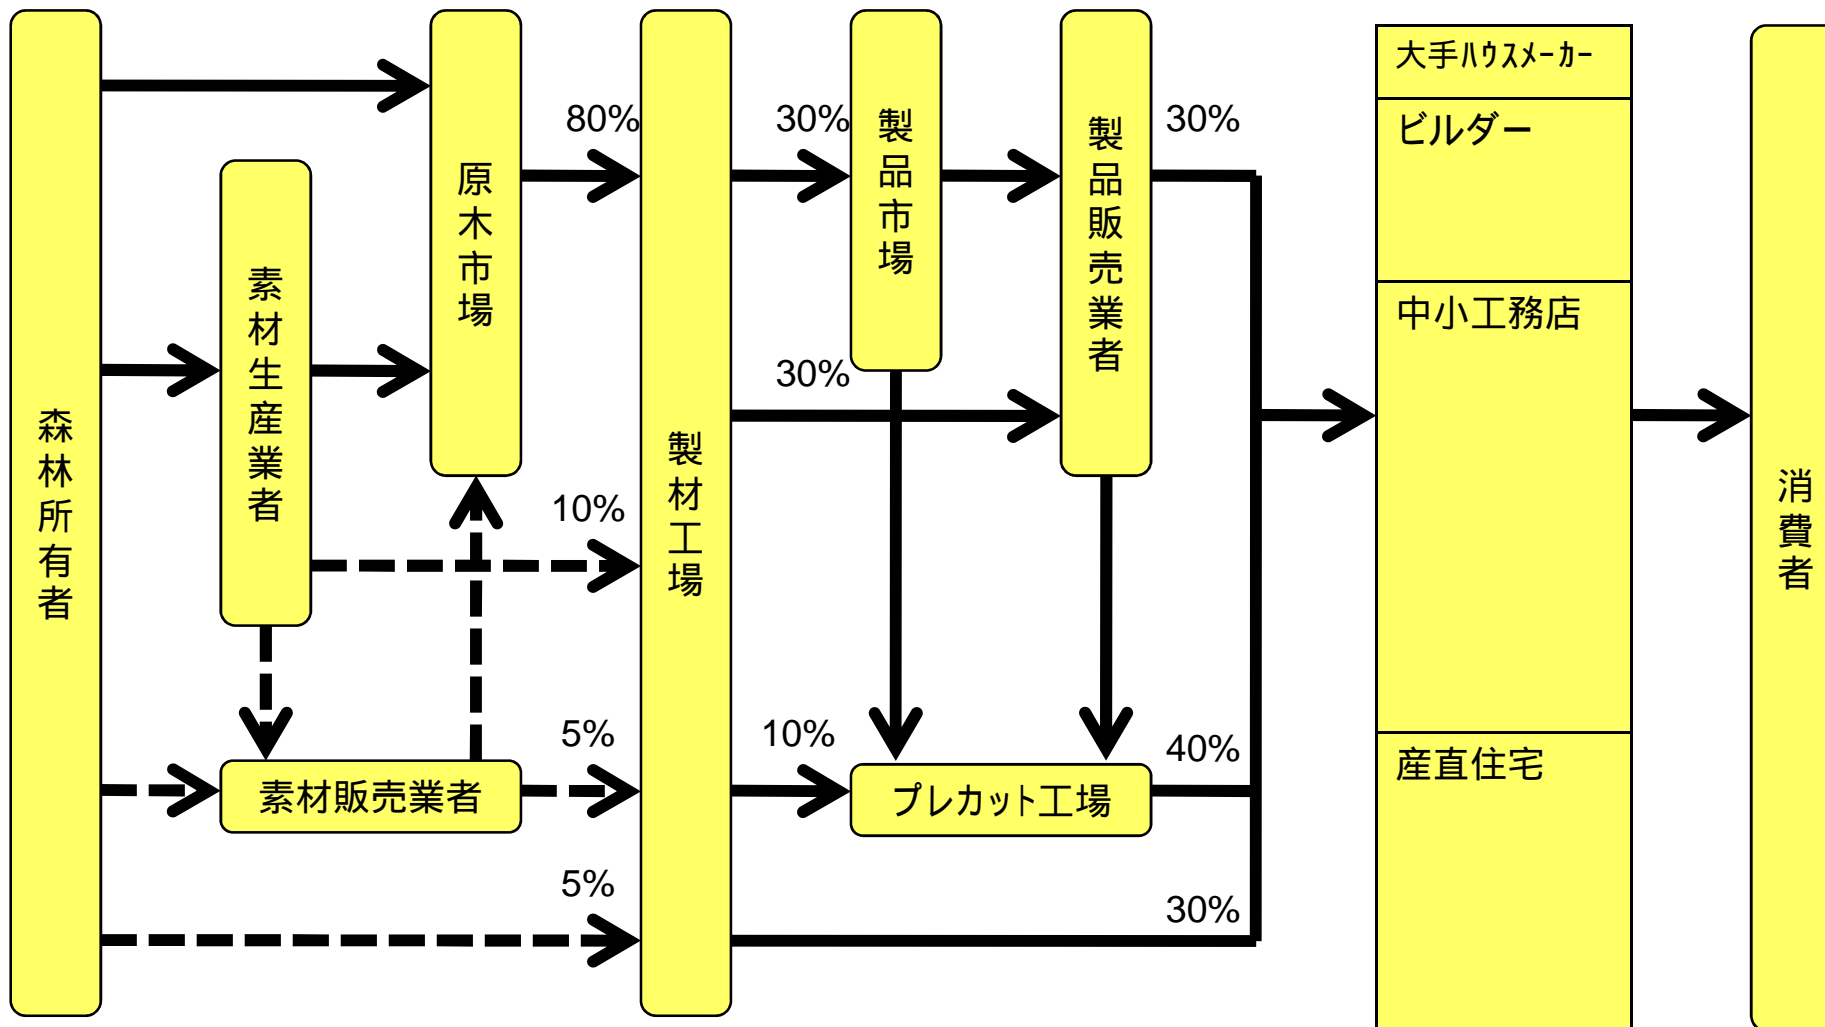 森林所有者
素材生産業者
原木市場
素材販売業者
80%
10%
5%
5%
製材工場
30%
30%
10%
製品市場
製品販売業者
プレカット工場
30%
40%
30%
大手ﾊｳｽﾒｰｶｰ
ビルダー
中小工務店
産直住宅
消費者